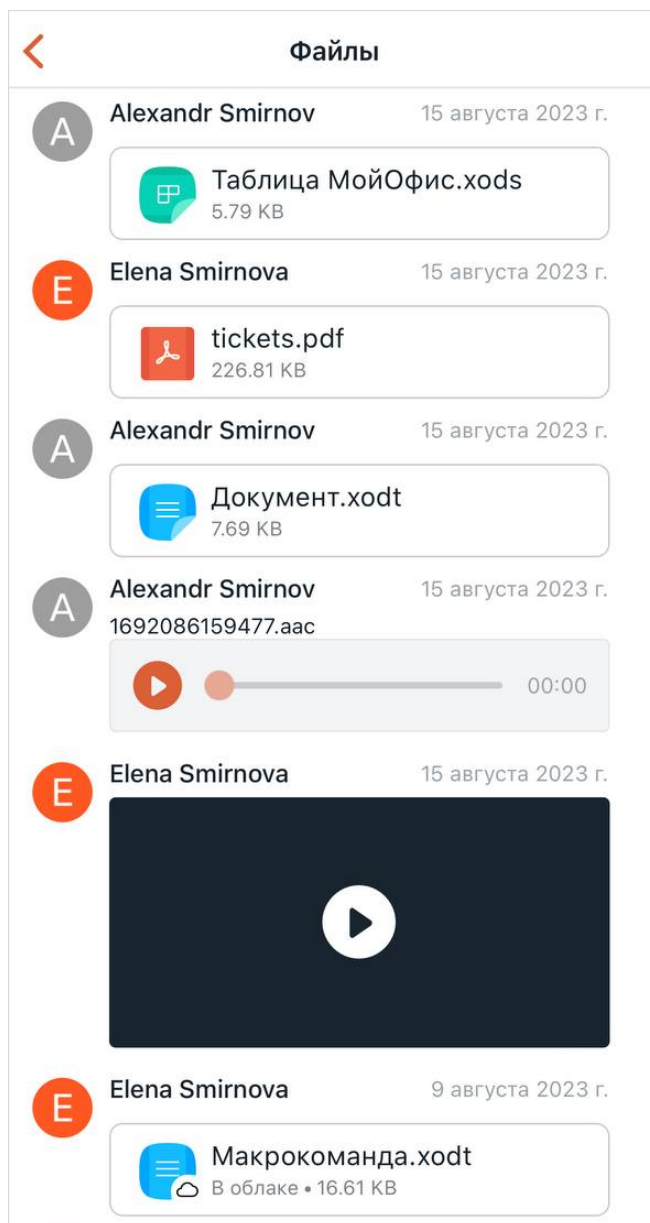 Файлы
A
Alexandr Smirnov 15 августа 2023 г.
Таблица МойОфис.xods
5.79 KB
E
Elena Smirnova 15 августа 2023 г.
tickets.pdf
226.81 KB
A
Alexandr Smirnov 15 августа 2023 г.
Документ.xodt
7.69 KB
A
Alexandr Smirnov 15 августа 2023 г.
1692086159477.aac
00:00
E
Elena Smirnova 15 августа 2023 г.
E
Elena Smirnova 9 августа 2023 г.
Макрокоманда.xodt
В облаке • 16.61 KB